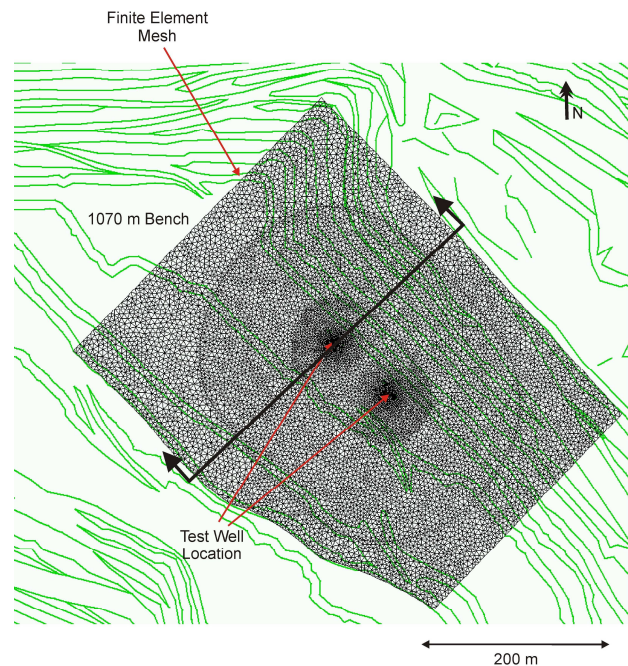 Finite Element
Mesh
N
1070 m Bench
Test Well
Location
200 m